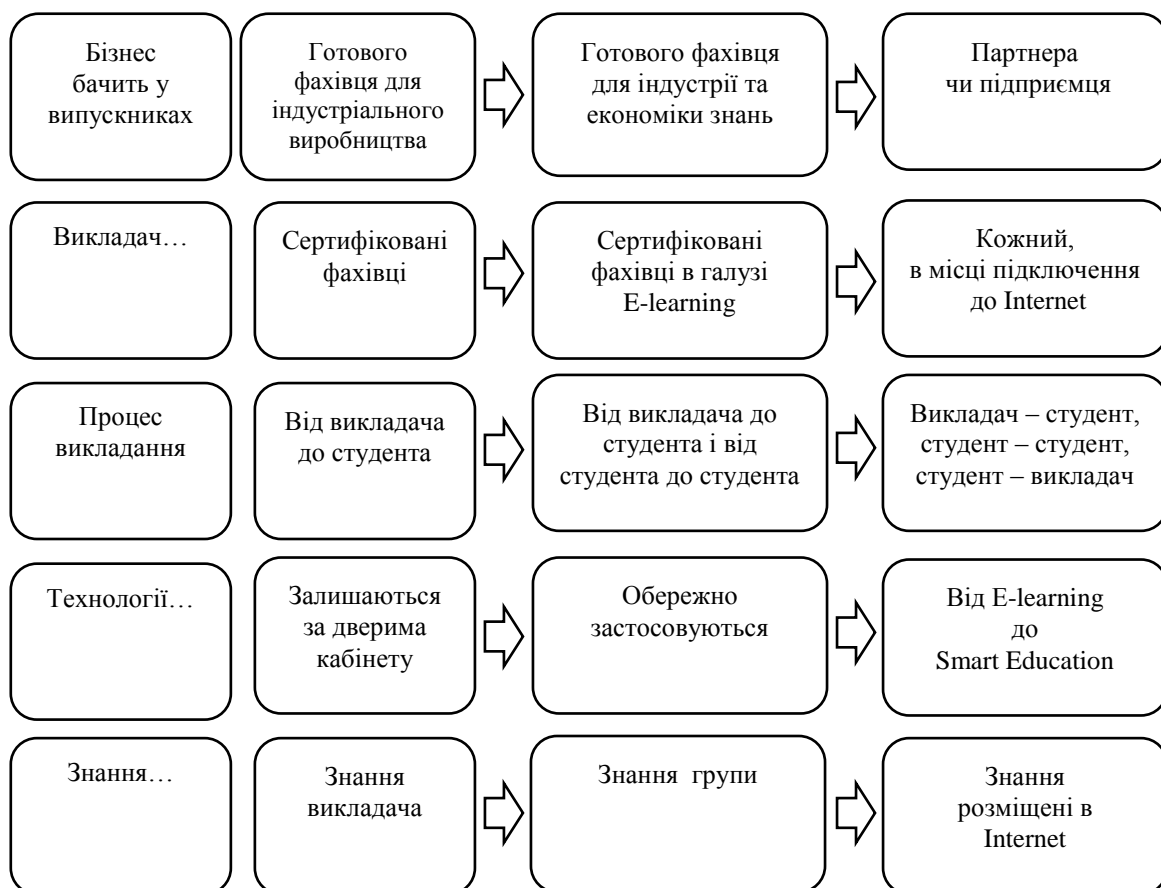 Бізнес
бачить у
випускниках
Готового
фахівця для
індустріального
виробництва
Готового фахівця
для індустрії та
економіки знань
Партнера
чи підприємця
Викладач…
Сертифіковані
фахівці
Сертифіковані
фахівці в галузі
E-learning
Кожний,
в місці підключення
до Internet
Процес
викладання
Від викладача
до студента
Від викладача до
студента і від
студента до студента
Викладач – студент,
студент – студент,
студент – викладач
Технології…
Залишаються
за дверима
кабінету
Обережно
застосовуються
Від E-learning
до
Smart Education
Знання…
Знання
викладача
Знання групи
Знання
розміщені в
Internet